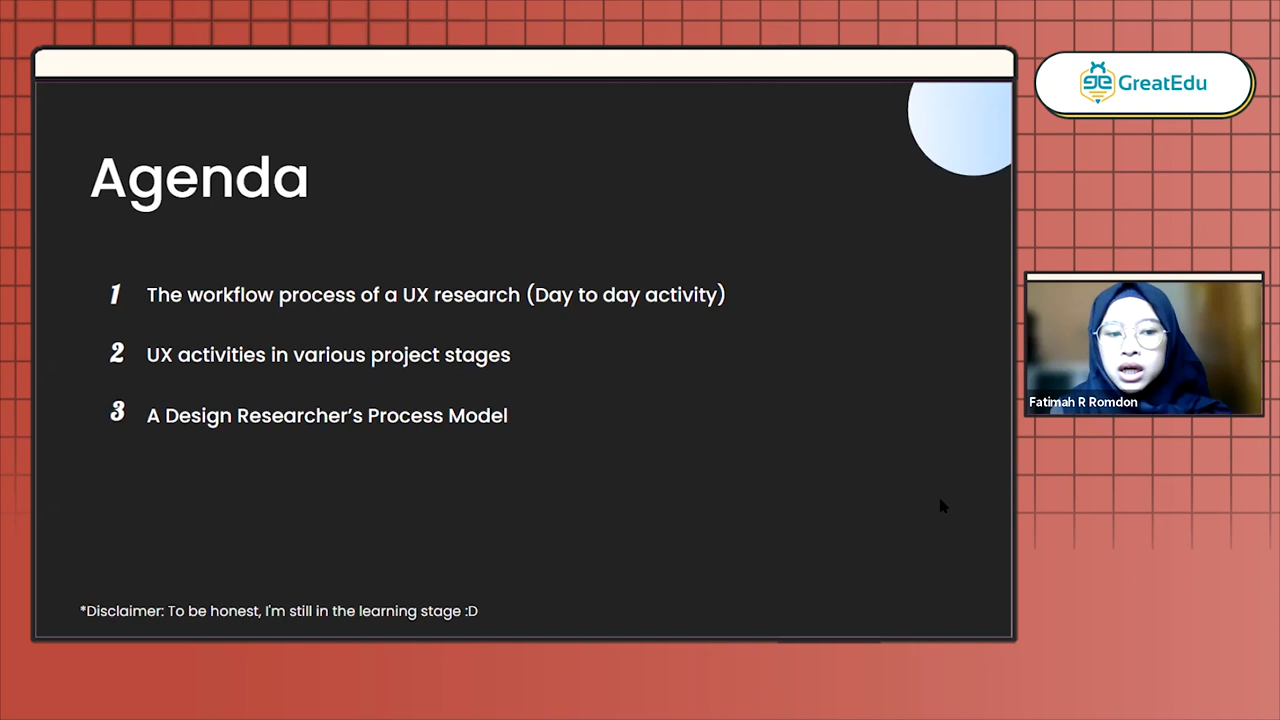 GreatEdu
Agenda
1 The workflow process of a UX research (Day to day activity)
2 UX activities in various project stages
3 A Design Researcher’s Process Model
Fatimah R Romdon
*Disclaimer: To be honest, I'm still in the learning stage :D